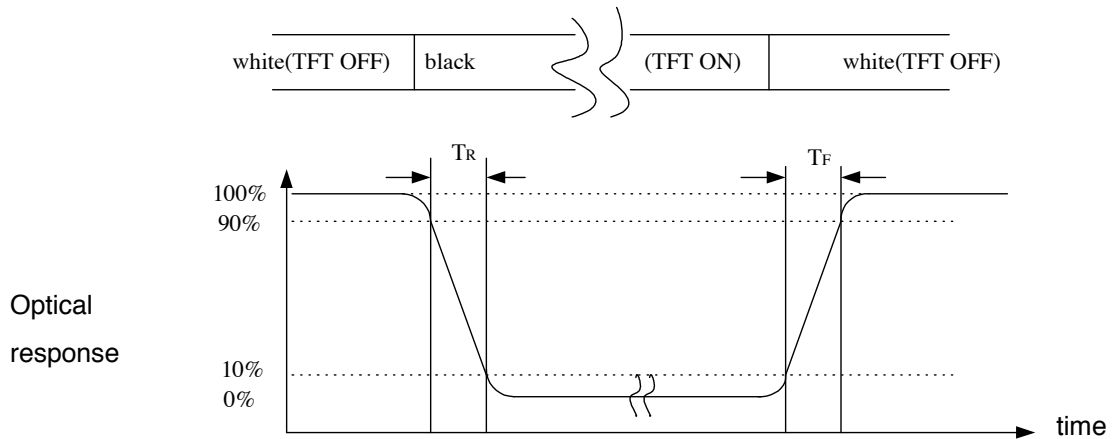 white(TFT OFF) black (TFT ON) white(TFT OFF)
TR TF
100%
90%
Optical
response
10%
0%
time